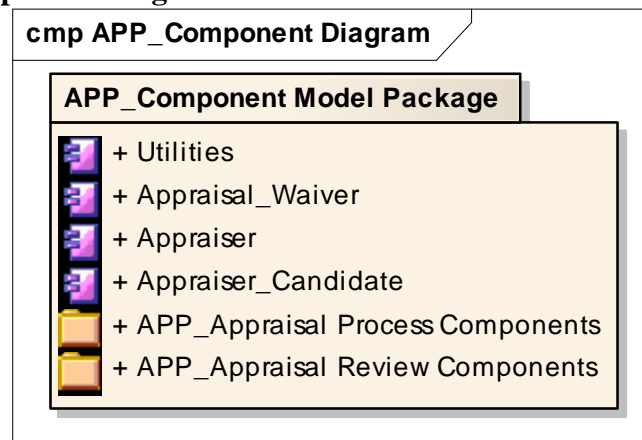 cmp APP_Component Diagram
APP_Component Model Package
+ Utilities
+ Appraisal_Waiver
+ Appraiser
+ Appraiser_Candidate
+ APP_Appraisal Process Components
+ APP_Appraisal Review Components